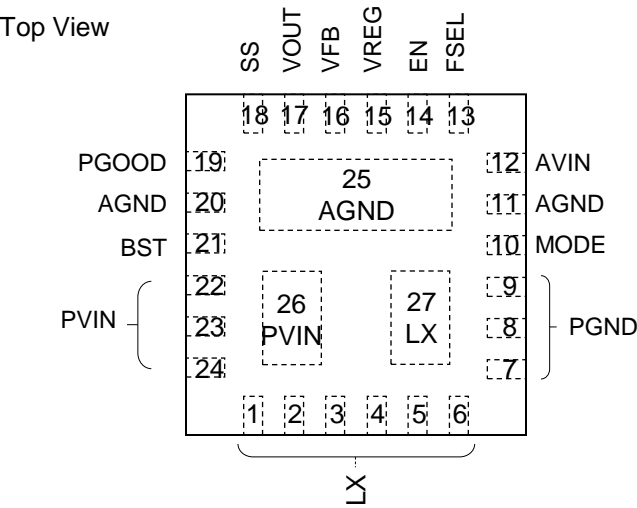 Top View
SS VOUT VFB VREG EN FSEL
18 17 16 15 14 13
PGOOD 19 12 AVIN
25
AGND 20 AGND 11 AGND
BST 21 10 MODE
22 9
26 27
PVIN 23 PVIN LX 8 PGND
24 7
1 2 3 4 5 6
LX